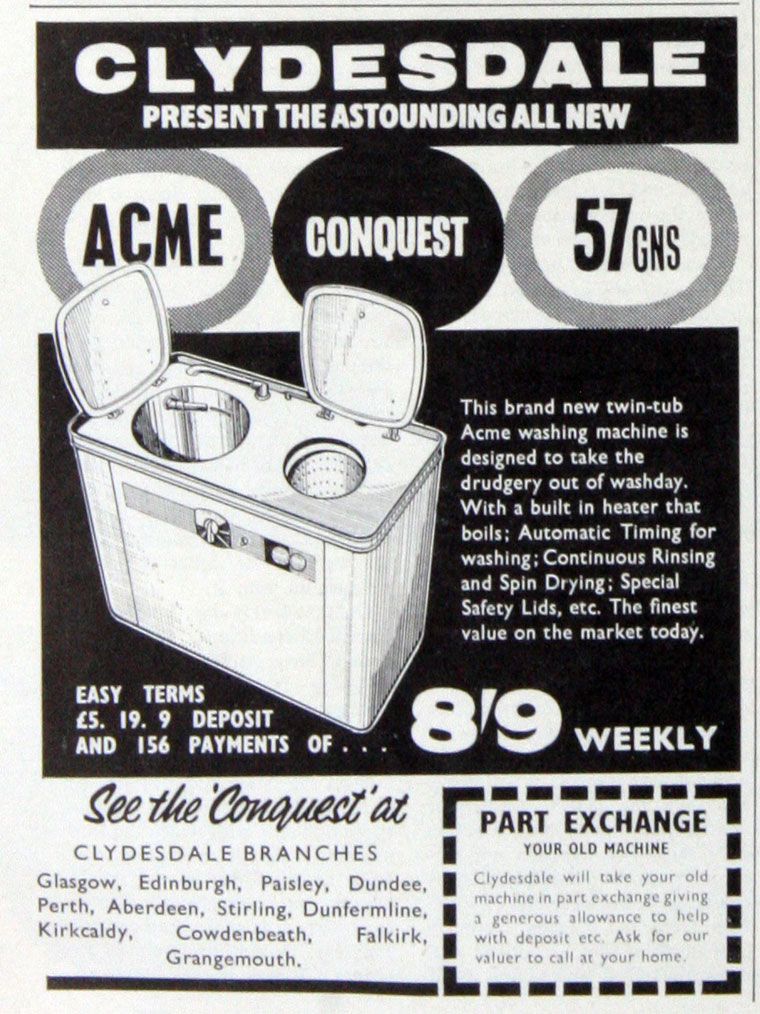 CLYDESDALE
PRESENT THE ASTOUNDING ALL NEW
ACME
CONQUEST
57 GNS
This brand new twin-tub
Acme washing machine is
designed to take the
drudgery out of washday.
With a built in heater that
boils; Automatic Timing for
washing; Continuous Rinsing
and Spin Drying; Special
Safety Lids, etc. The finest
value on the market today.
EASY TERMS
£5. 19. 9 DEPOSIT
AND 156 PAYMENTS OF . . . 8/9 WEEKLY
See the 'Conquest' at
CLYDESDALE BRANCHES
Glasgow, Edinburgh, Paisley, Dundee,
Perth, Aberdeen, Stirling, Dunfermline,
Kirkcaldy, Cowdenbeath, Falkirk,
Grangemouth.
PART EXCHANGE
YOUR OLD MACHINE
Clydesdale will take your old
machine in part exchange giving
a generous allowance to help
with deposit etc. Ask for our
valuer to call at your home.